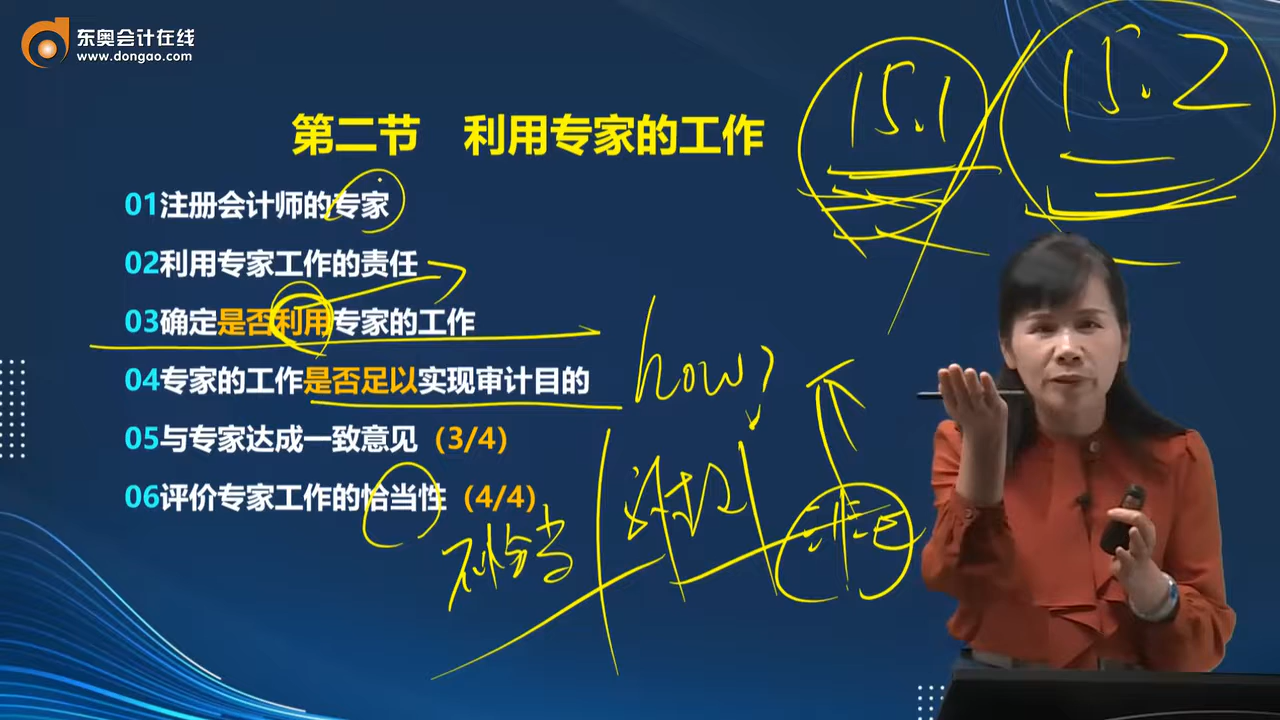 东奥会计在线
www.dongao.com
15.1
15.2
第二节 利用专家的工作
01注册会计师的专家
02利用专家工作的责任
03确定是否利用专家的工作
04专家的工作是否足以实现审计目的
how?
05与专家达成一致意见（3/4）
06评价专家工作的恰当性（4/4）
不恰当